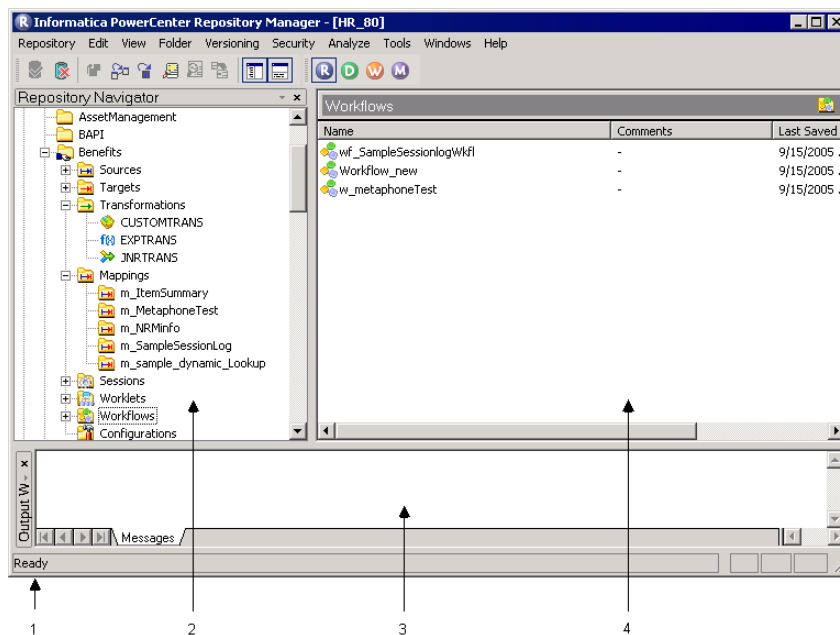 Informatica PowerCenter Repository Manager - [HR_80]
Repository Edit View Folder Versioning Security Analyze Tools Windows Help
R D W M
Repository Navigator
AssetManagement
BAPI
Benefits
Sources
Targets
Transformations
CUSTOMTRANS
f(x) EXPTRANS
JNRTRANS
Mappings
m_ItemSummary
m_MetaphoneTest
m_NRMinfo
m_SampleSessionLog
m_sample_dynamic_Lookup
Sessions
Worklets
Workflows
Configurations
Workflows
Name Comments Last Saved
wf_SampleSessionlogWkfl - 9/15/2005 .
Workflow_new - 9/15/2005 .
w_metaphoneTest - 9/15/2005 .
Output W
Messages
Ready
1 2 3 4